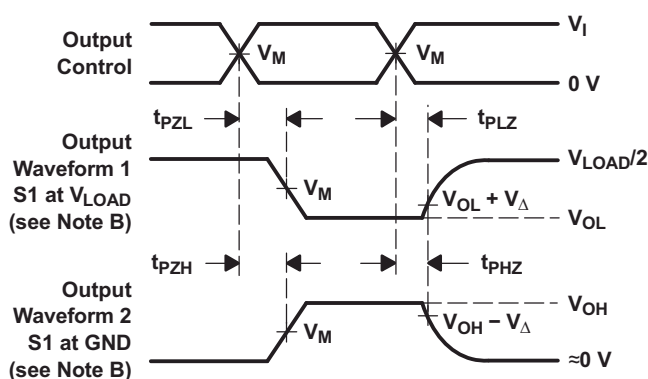 Output
Control
V_M
V_M
V_I
0 V
t_PZL
t_PLZ
Output
Waveform 1
S1 at V_LOAD
(see Note B)
V_M
V_LOAD/2
V_OL + V_Δ
V_OL
t_PZH
t_PHZ
Output
Waveform 2
S1 at GND
(see Note B)
V_M
V_OH
V_OH − V_Δ
≈0 V